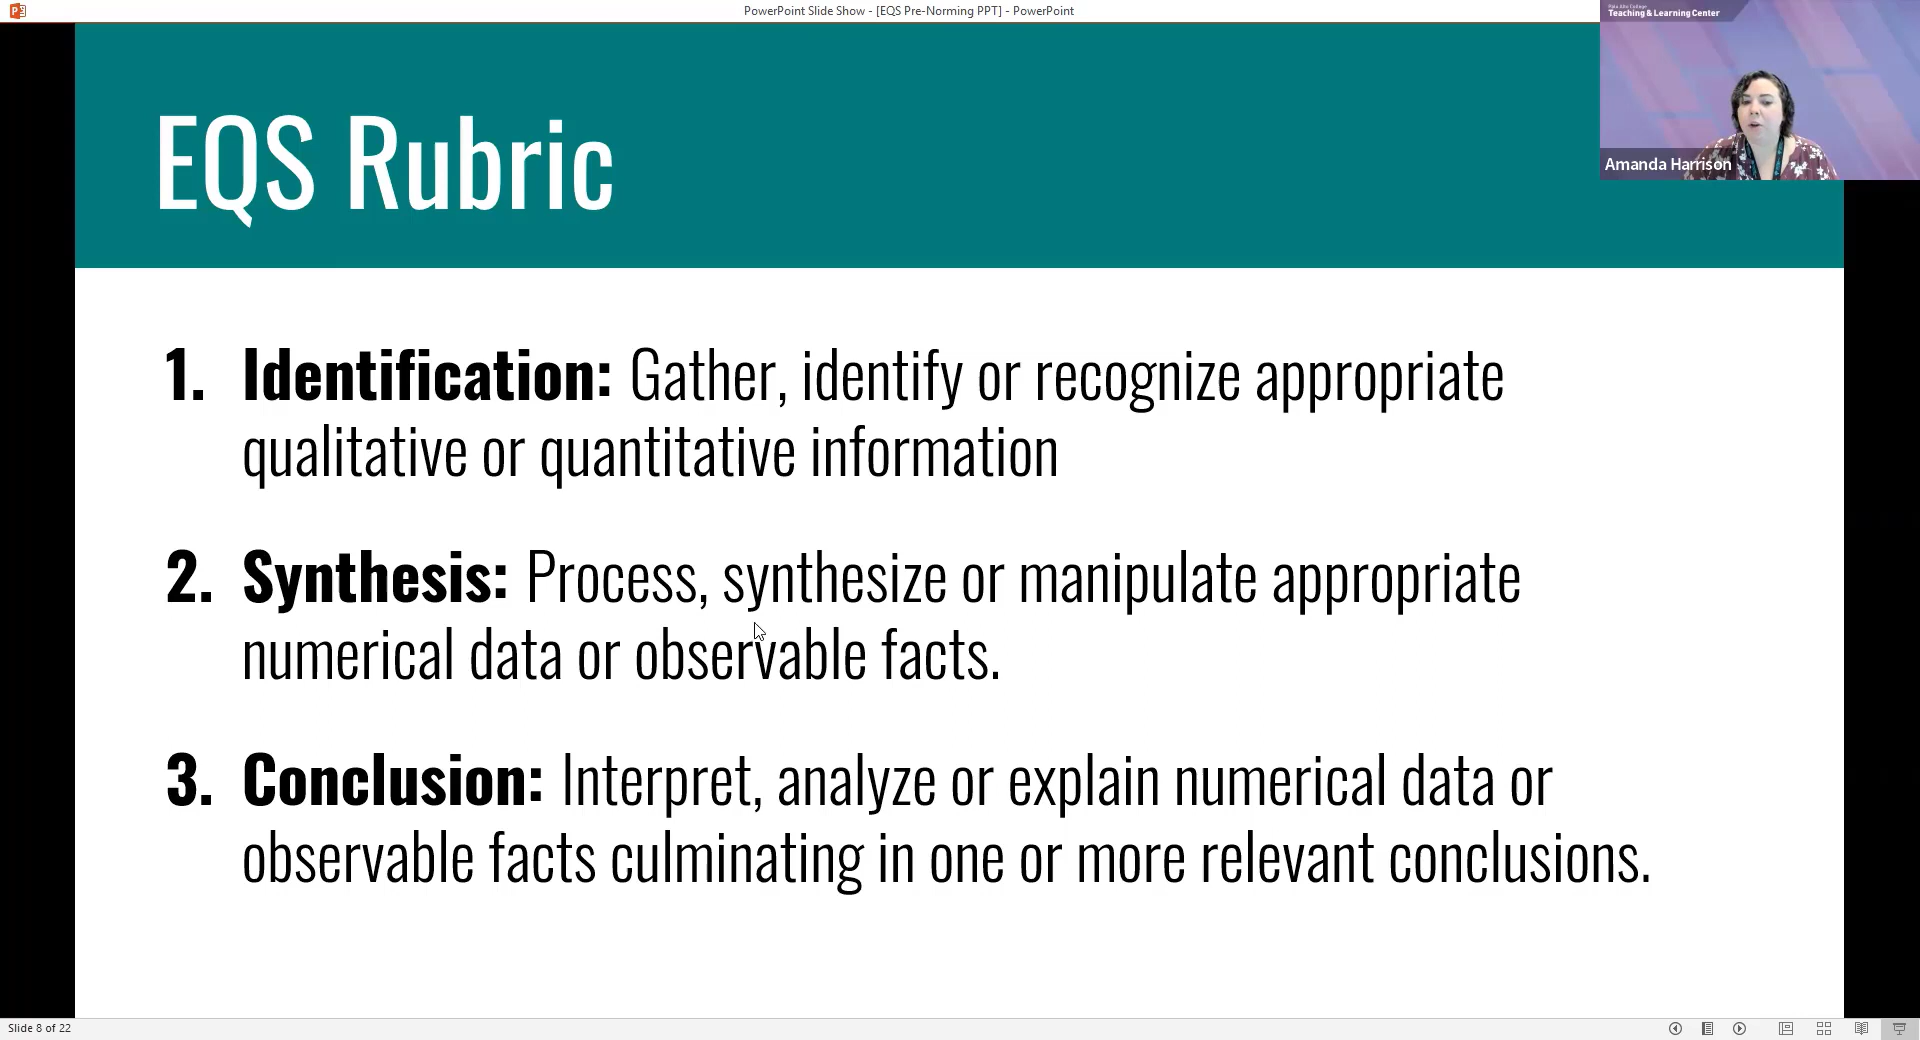 PowerPoint Slide Show - [EQS Pre-Norming PPT] - PowerPoint
Palo Alto College
Teaching & Learning Center
Amanda Harrison
EQS Rubric
1. Identification: Gather, identify or recognize appropriate
qualitative or quantitative information
2. Synthesis: Process, synthesize or manipulate appropriate
numerical data or observable facts.
3. Conclusion: Interpret, analyze or explain numerical data or
observable facts culminating in one or more relevant conclusions.
Slide 8 of 22